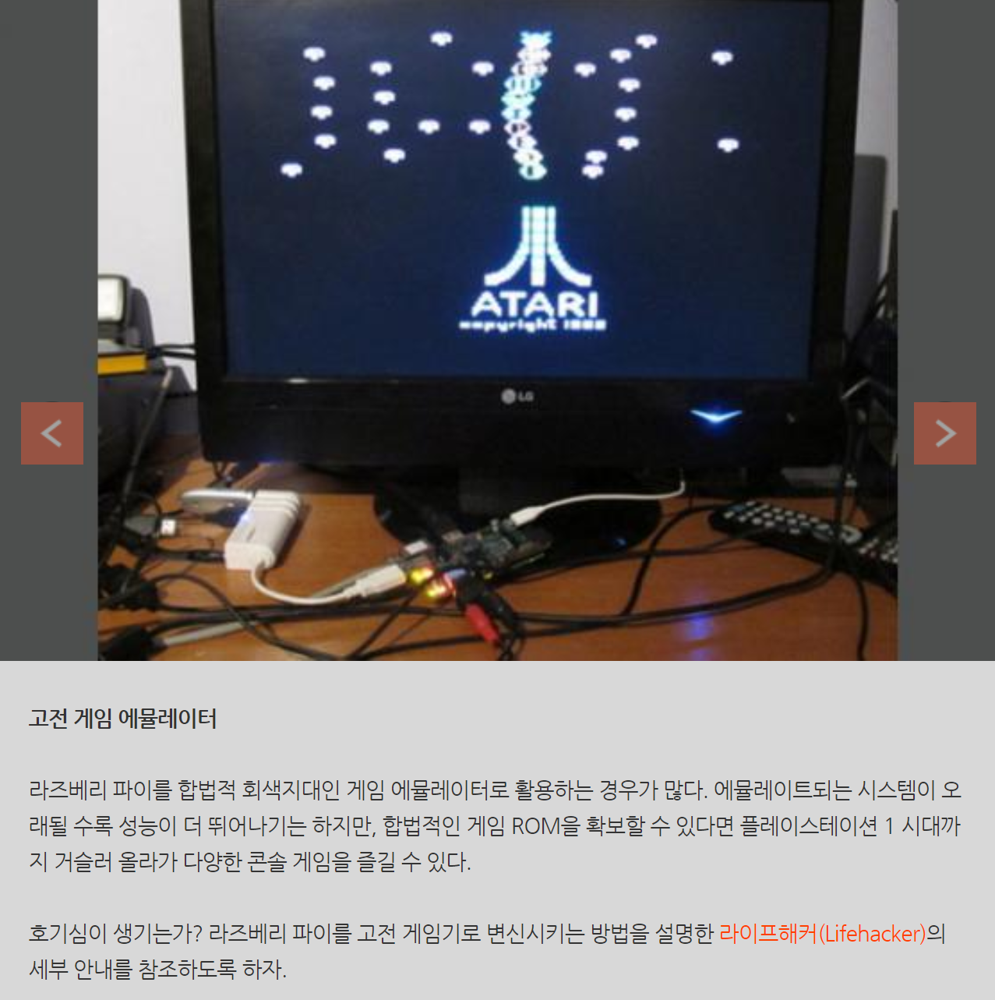 ATARI
copyright
LG
고전 게임 에뮬레이터
라즈베리 파이를 합법적 회색지대인 게임 에뮬레이터로 활용하는 경우가 많다. 에뮬레이트되는 시스템이 오
래될 수록 성능이 더 뛰어나기는 하지만, 합법적인 게임 ROM을 확보할 수 있다면 플레이스테이션 1 시대까
지 거슬러 올라가 다양한 콘솔 게임을 즐길 수 있다.
호기심이 생기는가? 라즈베리 파이를 고전 게임기로 변신시키는 방법을 설명한 라이프해커(Lifehacker)의
세부 안내를 참조하도록 하자.